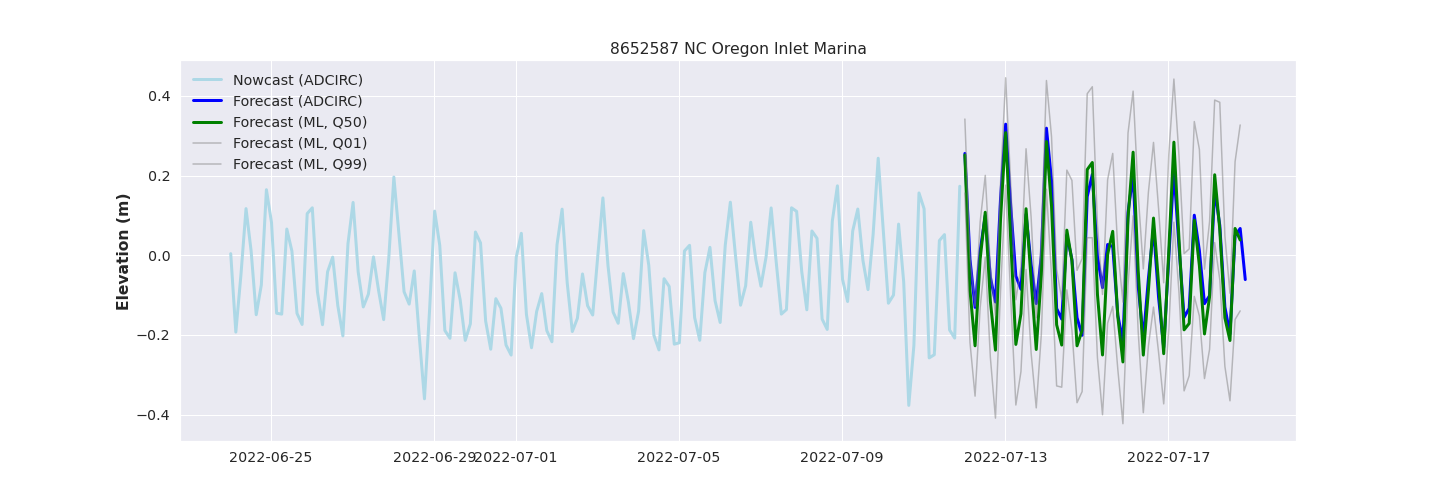 8652587 NC Oregon Inlet Marina
Nowcast (ADCIRC)
Forecast (ADCIRC)
Forecast (ML, Q50)
Forecast (ML, Q01)
Forecast (ML, Q99)
Elevation (m)
0.4
0.2
0.0
−0.2
−0.4
2022-06-25
2022-06-29
2022-07-01
2022-07-05
2022-07-09
2022-07-13
2022-07-17